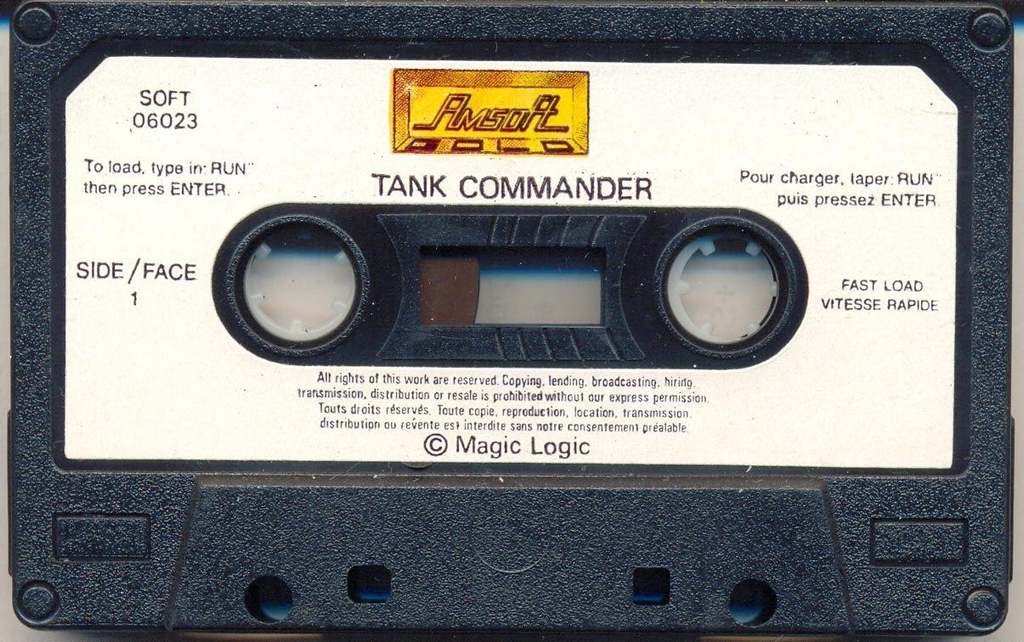 SOFT
06023
Amsoft
GOLD
To load, type in: RUN"
then press ENTER.
TANK COMMANDER
Pour charger, taper: RUN"
puis pressez ENTER.
SIDE/FACE
1
FAST LOAD
VITESSE RAPIDE
All rights of this work are reserved. Copying, lending, broadcasting, hiring,
transmission, distribution or resale is prohibited without our express permission.
Touts droits réservés. Toute copie, reproduction, location, transmission,
distribution ou revente est interdite sans notre consentement préalable.
© Magic Logic